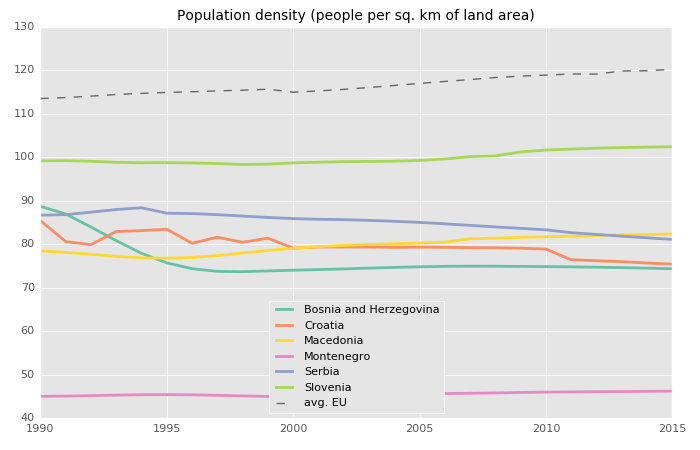 Population density (people per sq. km of land area)
130
120
110
100
90
80
70
60
50
40
Bosnia and Herzegovina
Croatia
Macedonia
Montenegro
Serbia
Slovenia
avg. EU
1990 1995 2000 2005 2010 2015